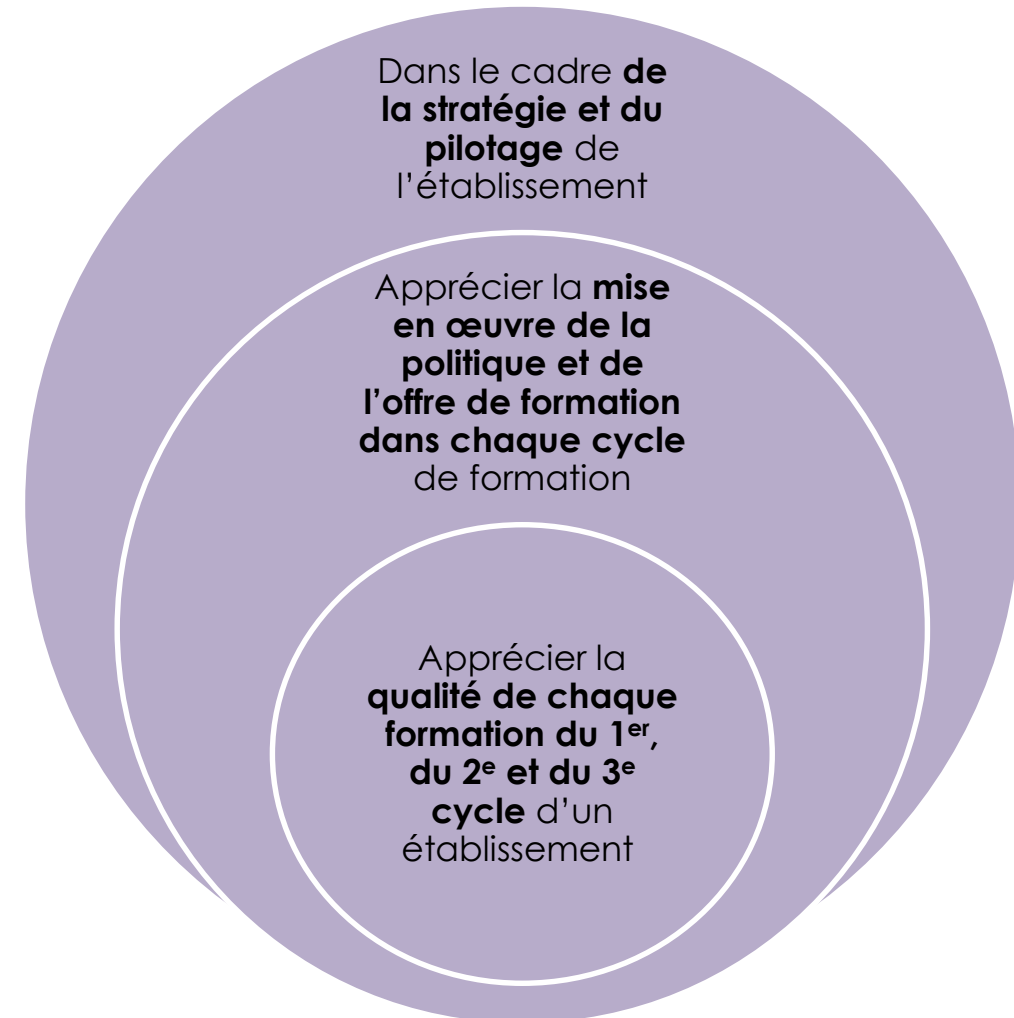 Dans le cadre de
la stratégie et du
pilotage de
l’établissement
Apprécier la mise
en œuvre de la
politique et de
l’offre de formation
dans chaque cycle
de formation
Apprécier la
qualité de chaque
formation du 1er,
du 2e et du 3e
cycle d’un
établissement